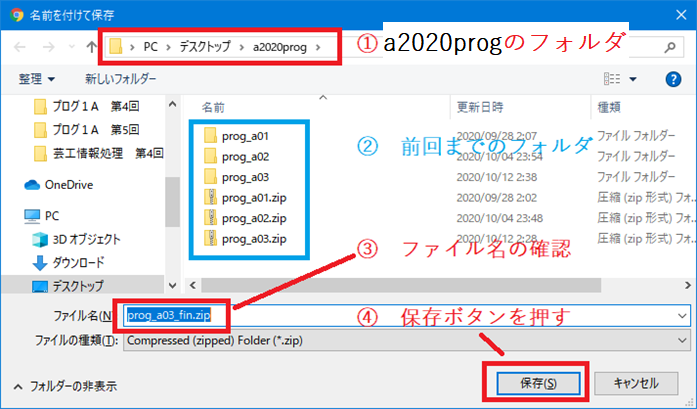 名前を付けて保存
PC > デスクトップ > a2020prog >
① a2020progのフォルダ
整理 新しいフォルダー
ブログ１A 第4回
ブログ１A 第5回
芸工情報処理 第4回
OneDrive
PC
3D オブジェクト
ダウンロード
デスクトップ
名前 更新日時 種類
prog_a01 2020/09/28 2:07 ファイル フォルダー
prog_a02 2020/10/04 23:54 ファイル フォルダー
prog_a03 2020/10/12 2:38 ファイル フォルダー
prog_a01.zip 2020/09/28 2:02 圧縮 (zip 形式) フォ...
prog_a02.zip 2020/10/04 23:48 圧縮 (zip 形式) フォ...
prog_a03.zip 2020/10/12 2:28 圧縮 (zip 形式) フォ...
② 前回までのフォルダ
③ ファイル名の確認
ファイル名(N): prog_a03_fin.zip
④ 保存ボタンを押す
ファイルの種類(T): Compressed (zipped) Folder (*.zip)
フォルダーの非表示
保存(S) キャンセル